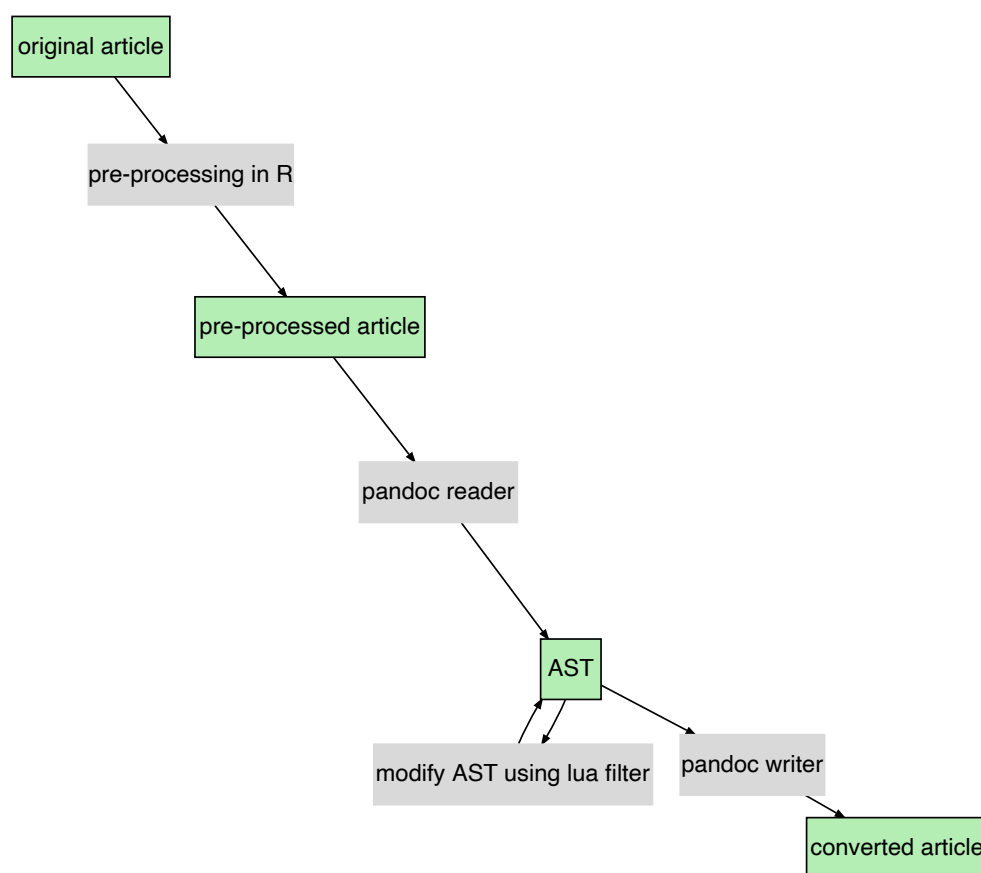 original article
pre-processing in R
pre-processed article
pandoc reader
AST
modify AST using lua filter
pandoc writer
converted article